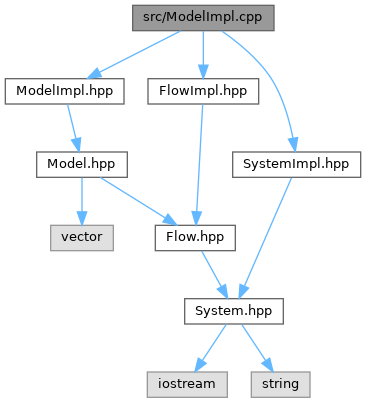 src/ModelImpl.cpp
ModelImpl.hpp
FlowImpl.hpp
Model.hpp
SystemImpl.hpp
vector
Flow.hpp
System.hpp
iostream
string